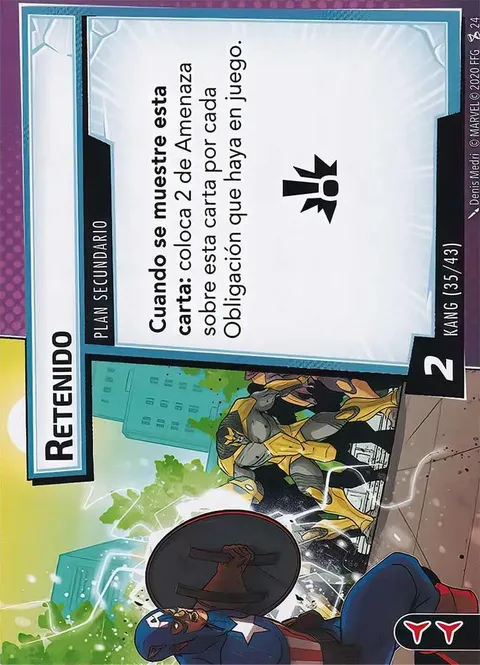 RETENIDO
PLAN SECUNDARIO
Cuando se muestre esta
carta: coloca 2 de Amenaza
sobre esta carta por cada
Obligación que haya en juego.
2
KANG (35/43)
Denis Medri © MARVEL © 2020 FFG 24